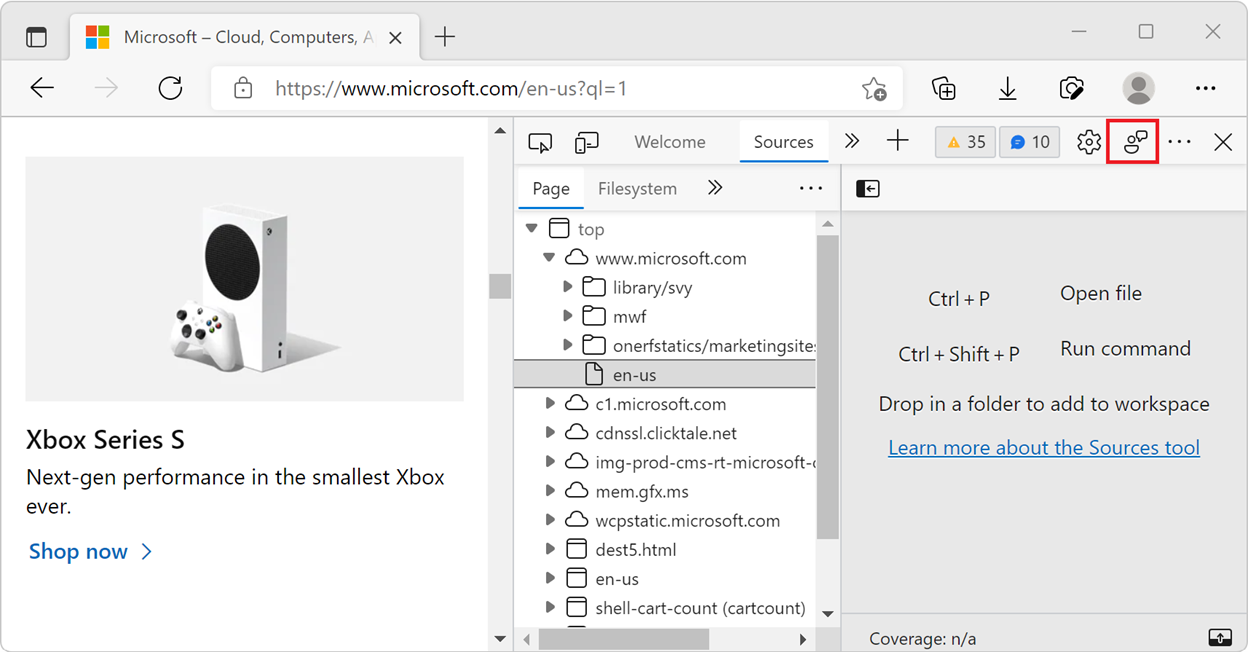 Microsoft – Cloud, Computers, A
https://www.microsoft.com/en-us?ql=1
Welcome
Sources
35
10
Page
Filesystem
top
www.microsoft.com
library/svy
mwf
onerfstatics/marketingsites
en-us
c1.microsoft.com
cdnssl.clicktale.net
img-prod-cms-rt-microsoft-c
mem.gfx.ms
wcpstatic.microsoft.com
dest5.html
en-us
shell-cart-count (cartcount)
Ctrl + P Open file
Ctrl + Shift + P Run command
Drop in a folder to add to workspace
Learn more about the Sources tool
Coverage: n/a
Xbox Series S
Next-gen performance in the smallest Xbox
ever.
Shop now